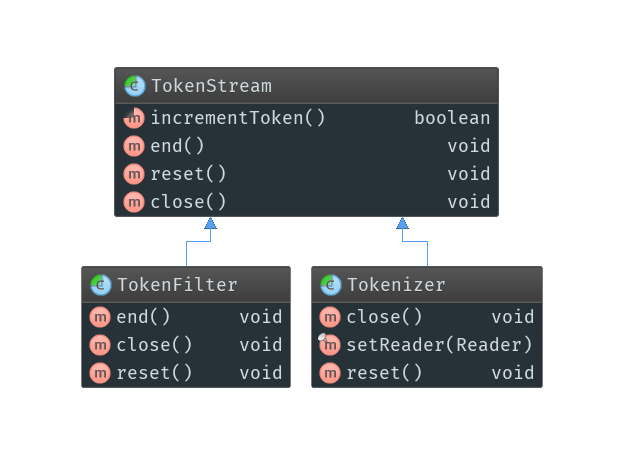 TokenStream
incrementToken() boolean
end() void
reset() void
close() void
TokenFilter
end() void
close() void
reset() void
Tokenizer
close() void
setReader(Reader)
reset() void